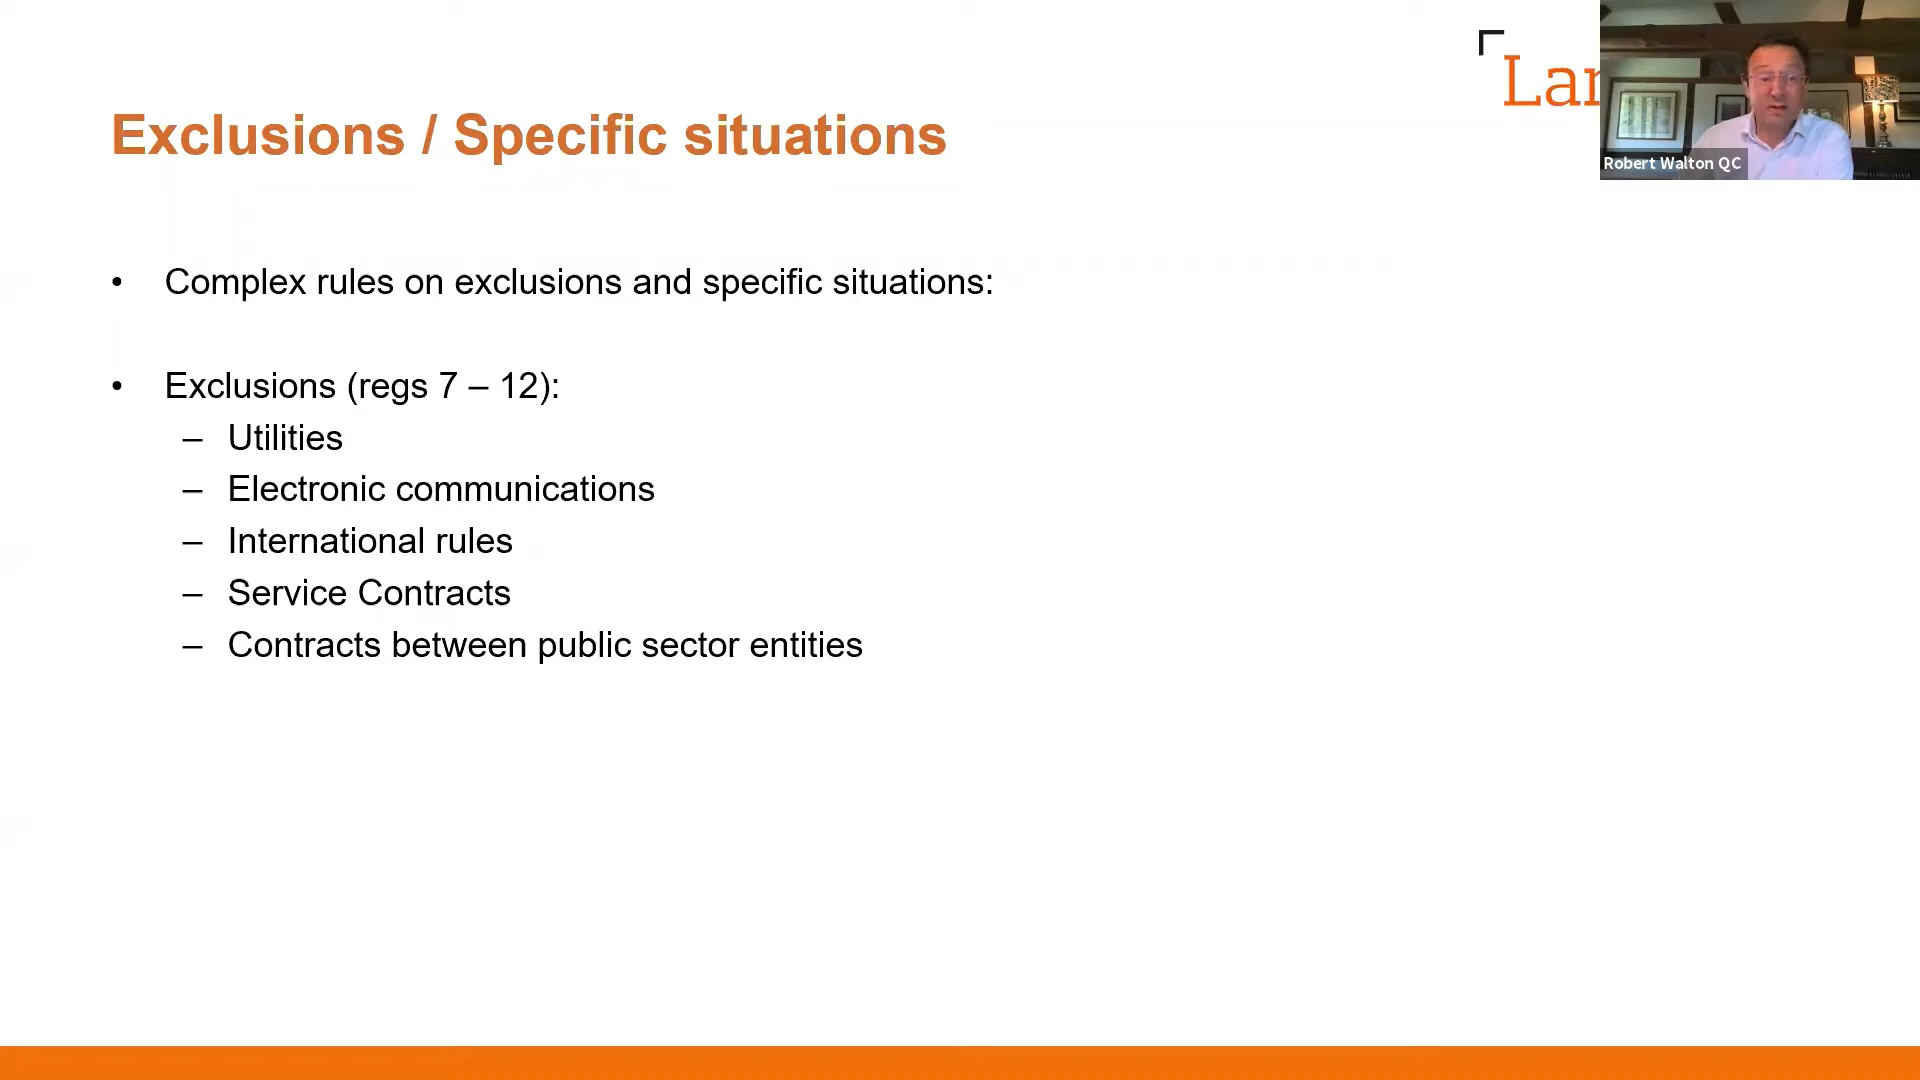 Lar
Exclusions / Specific situations
Robert Walton QC
• Complex rules on exclusions and specific situations:
• Exclusions (regs 7 – 12):
– Utilities
– Electronic communications
– International rules
– Service Contracts
– Contracts between public sector entities